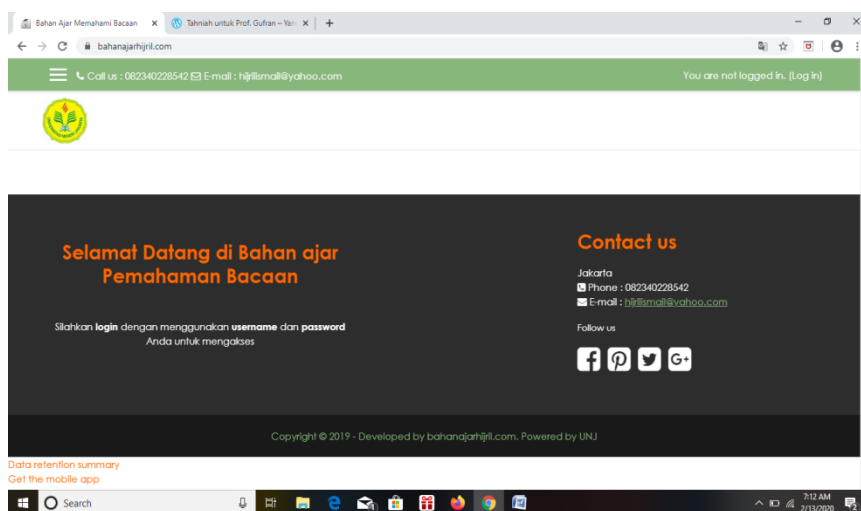 Bahan Ajar Memahami Bacaan
Tahniah untuk Prof. Gufran – Yan
bahanajarhijril.com
Call us : 082340228542 E-mail : hijrilismail@yahoo.com
You are not logged in. (Log in)
Selamat Datang di Bahan ajar
Pemahaman Bacaan
Silahkan login dengan menggunakan username dan password
Anda untuk mengakses
Contact us
Jakarta
Phone : 082340228542
E-mail : hijrilismail@yahoo.com
Follow us
Copyright © 2019 - Developed by bahanajarhijril.com. Powered by UNJ
Data retention summary
Get the mobile app
Search
7:12 AM
2/13/2020